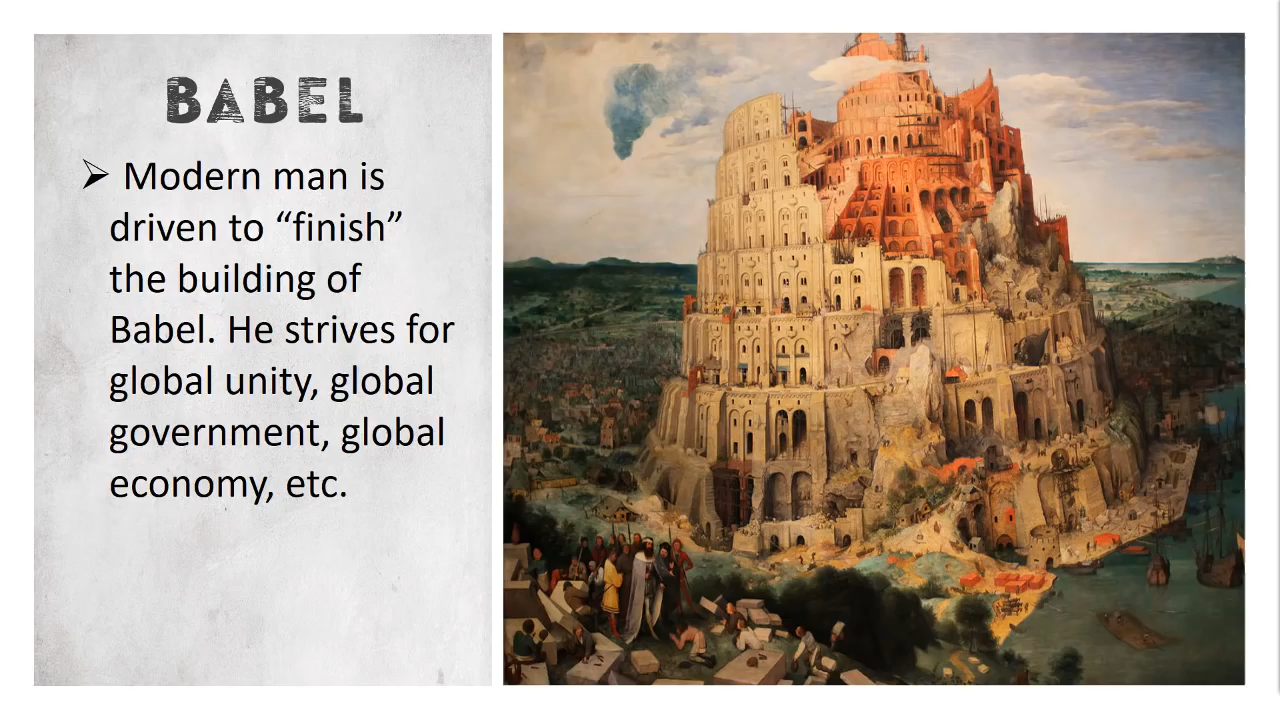 BABEL
➢ Modern man is
driven to “finish”
the building of
Babel. He strives for
global unity, global
government, global
economy, etc.